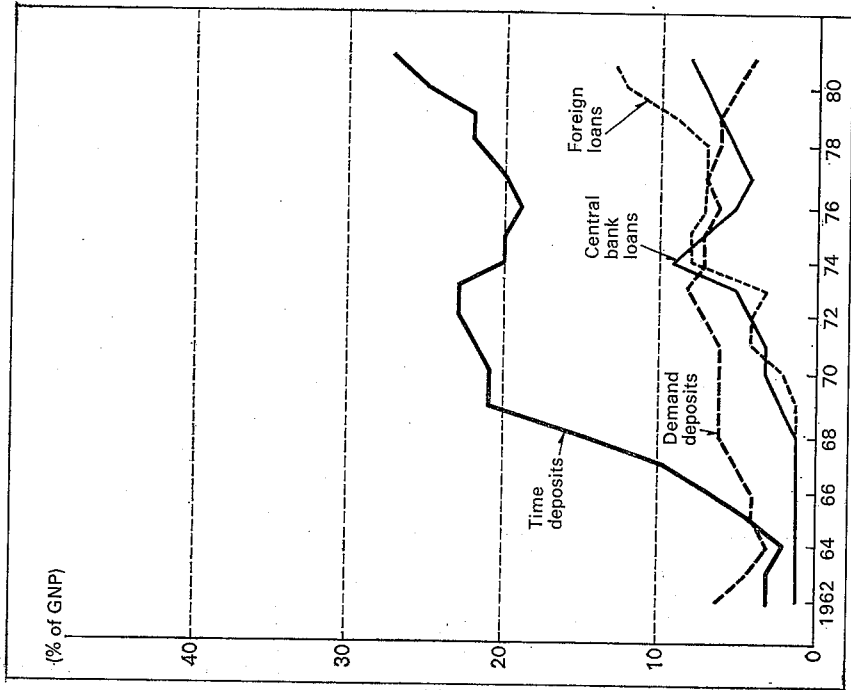 (% of GNP)
40
30
20
10
0
Time
deposits
Demand
deposits
Central
bank
loans
Foreign
loans
1962 64 66 68 70 72 74 76 78 80